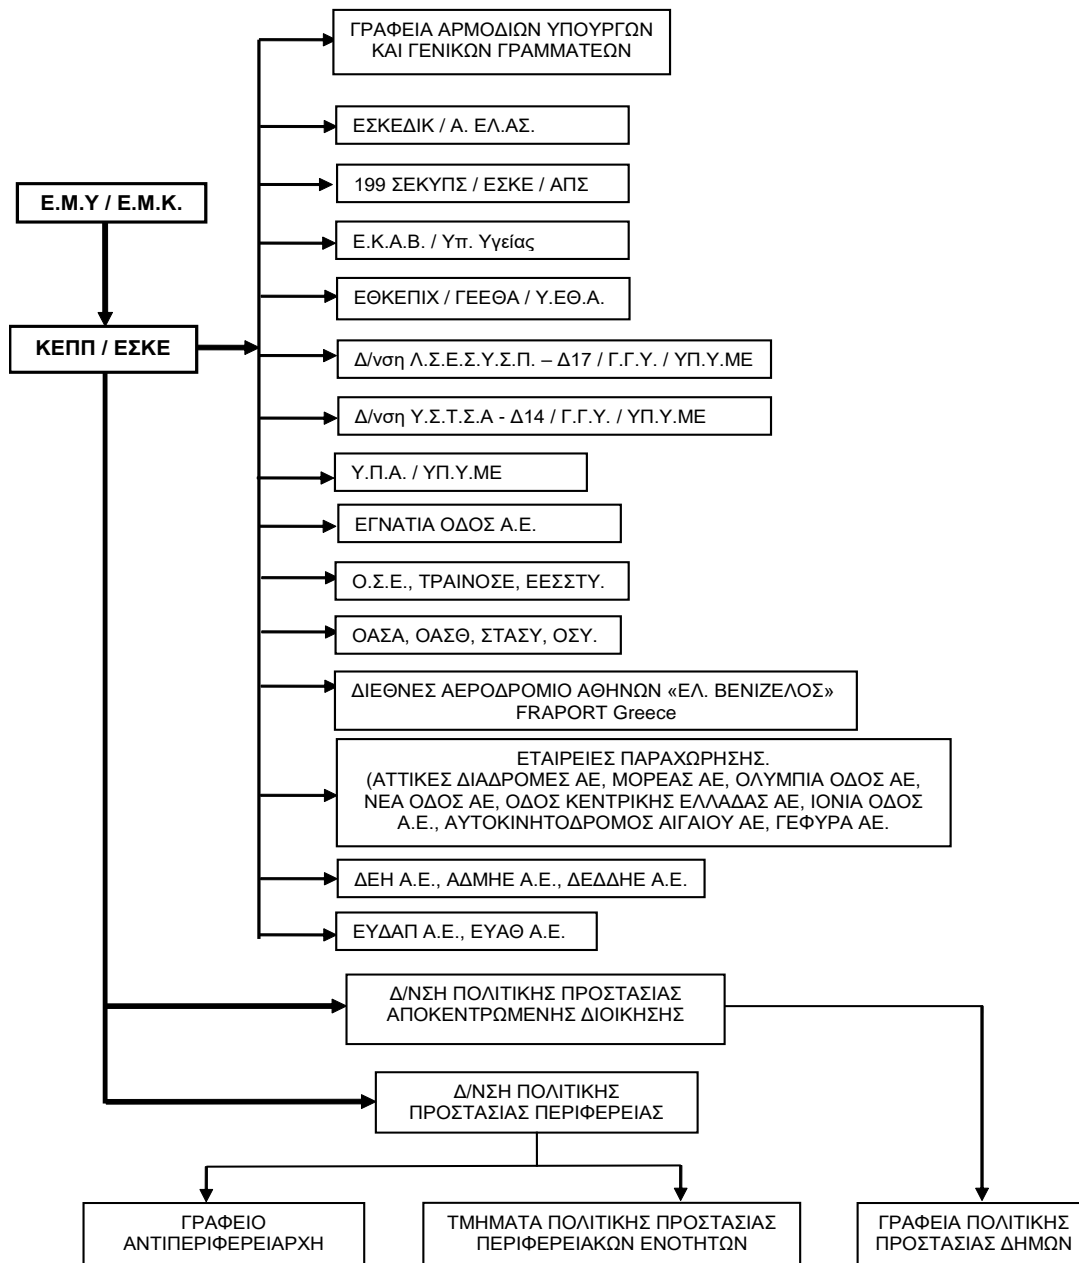 ΓΡΑΦΕΙΑ ΑΡΜΟΔΙΩΝ ΥΠΟΥΡΓΩΝ
ΚΑΙ ΓΕΝΙΚΩΝ ΓΡΑΜΜΑΤΕΩΝ
ΕΣΚΕΔΙΚ / Α. ΕΛ.ΑΣ.
199 ΣΕΚΥΠΣ / ΕΣΚΕ / ΑΠΣ
Ε.Μ.Υ / Ε.Μ.Κ.
Ε.Κ.Α.Β. / Υπ. Υγείας
ΕΘΚΕΠΙΧ / ΓΕΕΘΑ / Υ.ΕΘ.Α.
ΚΕΠΠ / ΕΣΚΕ
Δ/νση Λ.Σ.Ε.Σ.Υ.Σ.Π. – Δ17 / Γ.Γ.Υ. / ΥΠ.Υ.ΜΕ
Δ/νση Υ.Σ.Τ.Σ.Α - Δ14 / Γ.Γ.Υ. / ΥΠ.Υ.ΜΕ
Υ.Π.Α. / ΥΠ.Υ.ΜΕ
ΕΓΝΑΤΙΑ ΟΔΟΣ Α.Ε.
Ο.Σ.Ε., ΤΡΑΙΝΟΣΕ, ΕΕΣΣΤΥ.
ΟΑΣΑ, ΟΑΣΘ, ΣΤΑΣΥ, ΟΣΥ.
ΔΙΕΘΝΕΣ ΑΕΡΟΔΡΟΜΙΟ ΑΘΗΝΩΝ «ΕΛ. ΒΕΝΙΖΕΛΟΣ»
FRAPORT Greece
ΕΤΑΙΡΕΙΕΣ ΠΑΡΑΧΩΡΗΣΗΣ.
(ΑΤΤΙΚΕΣ ΔΙΑΔΡΟΜΕΣ ΑΕ, ΜΟΡΕΑΣ ΑΕ, ΟΛΥΜΠΙΑ ΟΔΟΣ ΑΕ,
ΝΕΑ ΟΔΟΣ ΑΕ, ΟΔΟΣ ΚΕΝΤΡΙΚΗΣ ΕΛΛΑΔΑΣ ΑΕ, ΙΟΝΙΑ ΟΔΟΣ
Α.Ε., ΑΥΤΟΚΙΝΗΤΟΔΡΟΜΟΣ ΑΙΓΑΙΟΥ ΑΕ, ΓΕΦΥΡΑ ΑΕ.
ΔΕΗ Α.Ε., ΑΔΜΗΕ Α.Ε., ΔΕΔΔΗΕ Α.Ε.
ΕΥΔΑΠ Α.Ε., ΕΥΑΘ Α.Ε.
Δ/ΝΣΗ ΠΟΛΙΤΙΚΗΣ ΠΡΟΣΤΑΣΙΑΣ
ΑΠΟΚΕΝΤΡΩΜΕΝΗΣ ΔΙΟΙΚΗΣΗΣ
Δ/ΝΣΗ ΠΟΛΙΤΙΚΗΣ
ΠΡΟΣΤΑΣΙΑΣ ΠΕΡΙΦΕΡΕΙΑΣ
ΓΡΑΦΕΙΟ
ΑΝΤΙΠΕΡΙΦΕΡΕΙΑΡΧΗ
ΤΜΗΜΑΤΑ ΠΟΛΙΤΙΚΗΣ ΠΡΟΣΤΑΣΙΑΣ
ΠΕΡΙΦΕΡΕΙΑΚΩΝ ΕΝΟΤΗΤΩΝ
ΓΡΑΦΕΙΑ ΠΟΛΙΤΙΚΗΣ
ΠΡΟΣΤΑΣΙΑΣ ΔΗΜΩΝ